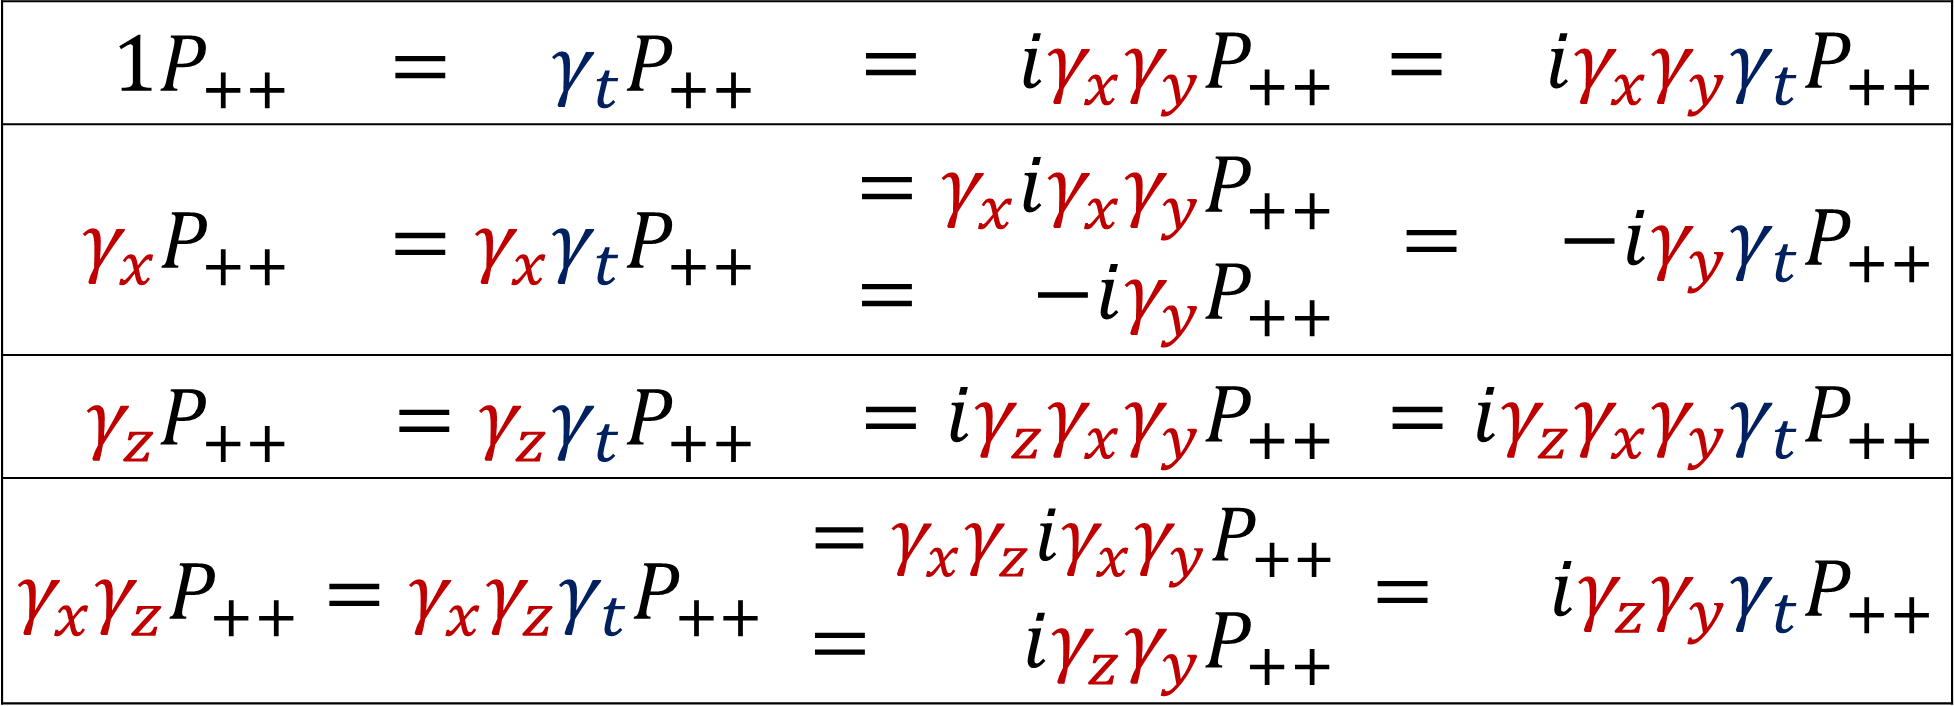 1P₊₊ = γₜP₊₊ = iγₓγᵧP₊₊ = iγₓγᵧγₜP₊₊
γₓP₊₊ = γₓγₜP₊₊ = γₓiγₓγᵧP₊₊ = −iγᵧγₜP₊₊
= −iγᵧP₊₊
γ_zP₊₊ = γ_zγₜP₊₊ = iγ_zγₓγᵧP₊₊ = iγ_zγₓγᵧγₜP₊₊
γₓγ_zP₊₊ = γₓγ_zγₜP₊₊ = γₓγ_ziγₓγᵧP₊₊ = iγ_zγᵧγₜP₊₊
= iγ_zγᵧP₊₊